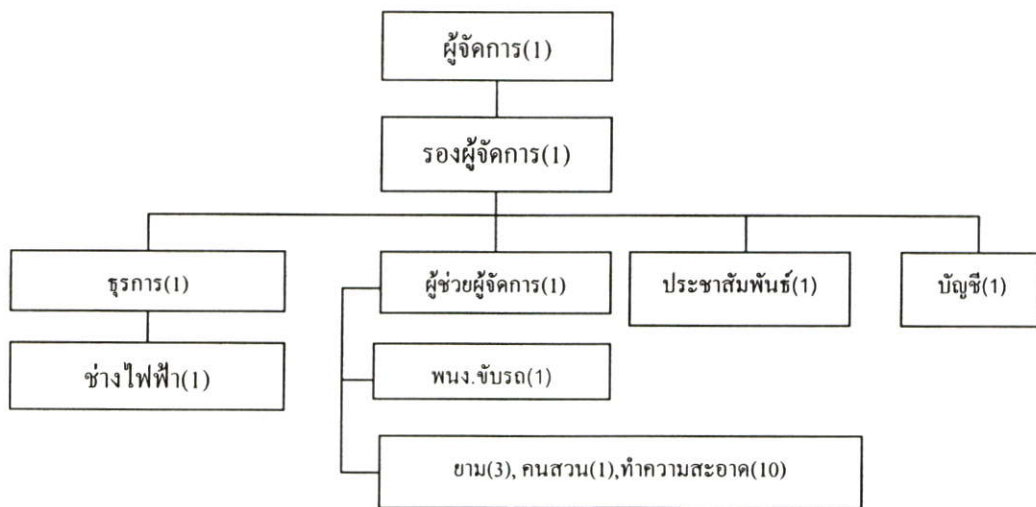 ผู้จัดการ(1)
รองผู้จัดการ(1)
ธุรการ(1)
ผู้ช่วยผู้จัดการ(1)
ประชาสัมพันธ์(1)
บัญชี(1)
ช่างไฟฟ้า(1)
พนง.ขับรถ(1)
ยาม(3), คนสวน(1),ทำความสะอาด(10)